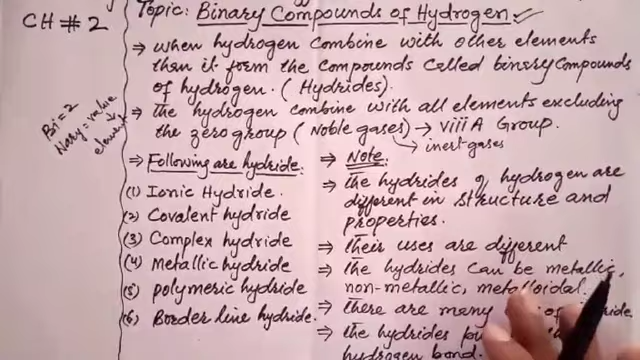 CH # 2
Topic: Binary Compounds of Hydrogen
⇒ when hydrogen combine with other elements
then it form the compounds called binary compounds
of hydrogen. (Hydrides).
⇒ the hydrogen combine with all elements excluding
the zero group (Noble gases) → VIII A Group.
inert gases
Bi = 2
Nary = value
element
⇒ Following are hydride.
(1) Ionic Hydride.
(2) Covalent hydride
(3) Complex hydride
(4) Metallic hydride
(5) polymeric hydride
(6) Border line hydride.
⇒ Note:
⇒ the hydrides of hydrogen are
different in structure and
properties.
⇒ their uses are different
⇒ the hydrides can be metallic,
non-metallic, metalloidal.
⇒ there are many
⇒ the hydrides
hydrogen bond.